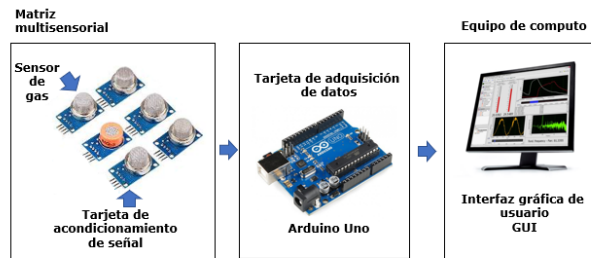 Matriz
multisensorial
Sensor
de
gas
Tarjeta de
acondicionamiento
de señal
Tarjeta de adquisición
de datos
UNO
Arduino Uno
Equipo de computo
Interfaz gráfica de
usuario
GUI